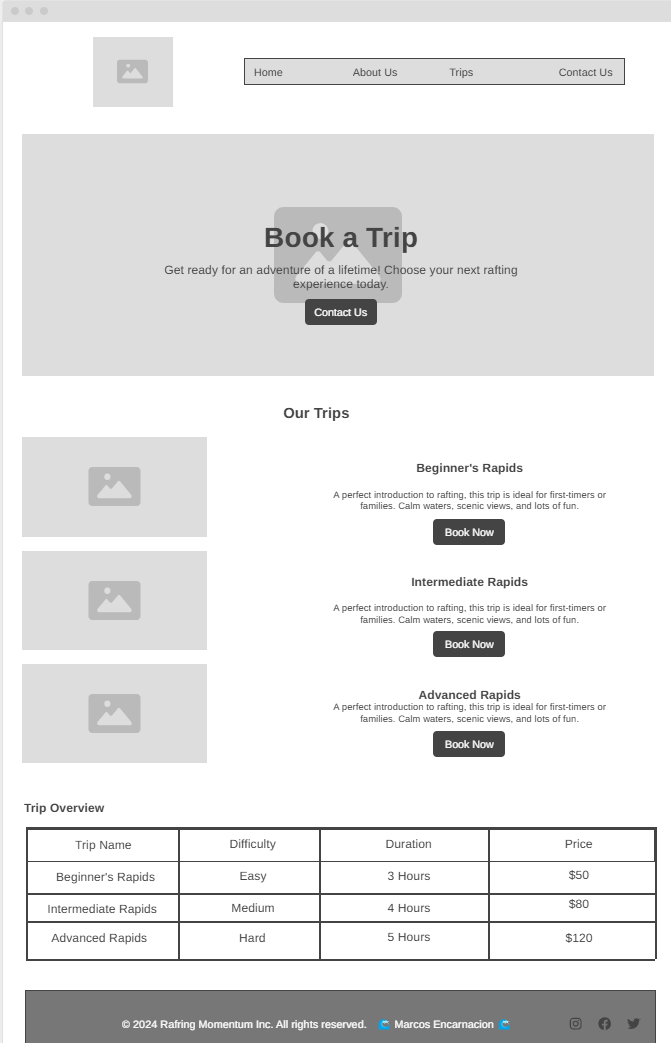 Home About Us Trips Contact Us
Book a Trip
Get ready for an adventure of a lifetime! Choose your next rafting
experience today.
Contact Us
Our Trips
Beginner's Rapids
A perfect introduction to rafting, this trip is ideal for first-timers or
families. Calm waters, scenic views, and lots of fun.
Book Now
Intermediate Rapids
A perfect introduction to rafting, this trip is ideal for first-timers or
families. Calm waters, scenic views, and lots of fun.
Book Now
Advanced Rapids
A perfect introduction to rafting, this trip is ideal for first-timers or
families. Calm waters, scenic views, and lots of fun.
Book Now
Trip Overview
Trip Name Difficulty Duration Price
Beginner's Rapids Easy 3 Hours $50
Intermediate Rapids Medium 4 Hours $80
Advanced Rapids Hard 5 Hours $120
© 2024 Rafring Momentum Inc. All rights reserved. 🌊 Marcos Encarnacion 🌊